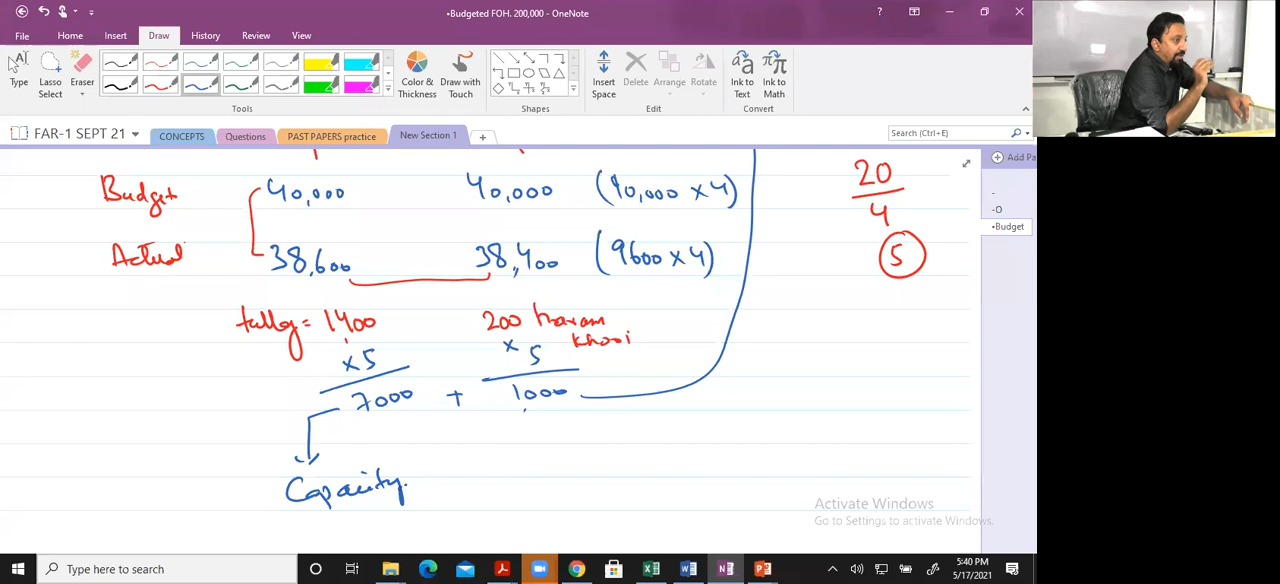 •Budgeted FOH. 200,000 - OneNote
File Home Insert Draw History Review View
Type
Lasso Select
Eraser
Color & Thickness
Draw with Touch
Insert Space
Delete
Arrange
Rotate
Ink to Text
Ink to Math
Tools
Shapes
Edit
Convert
FAR-1 SEPT 21
CONCEPTS
Questions
PAST PAPERS practice
New Section 1
Search (Ctrl+E)
Add Pa
-O
•Budget
Budget 40,000 40,000 (10,000 × 4)
Actual 38,600 38,400 (9600 × 4)
20
4
5
1400 200 haram
khori
×5 × 5
7000 + 1000
Capacity.
Activate Windows
Go to Settings to activate Windows.
Type here to search
5:40 PM
5/17/2021